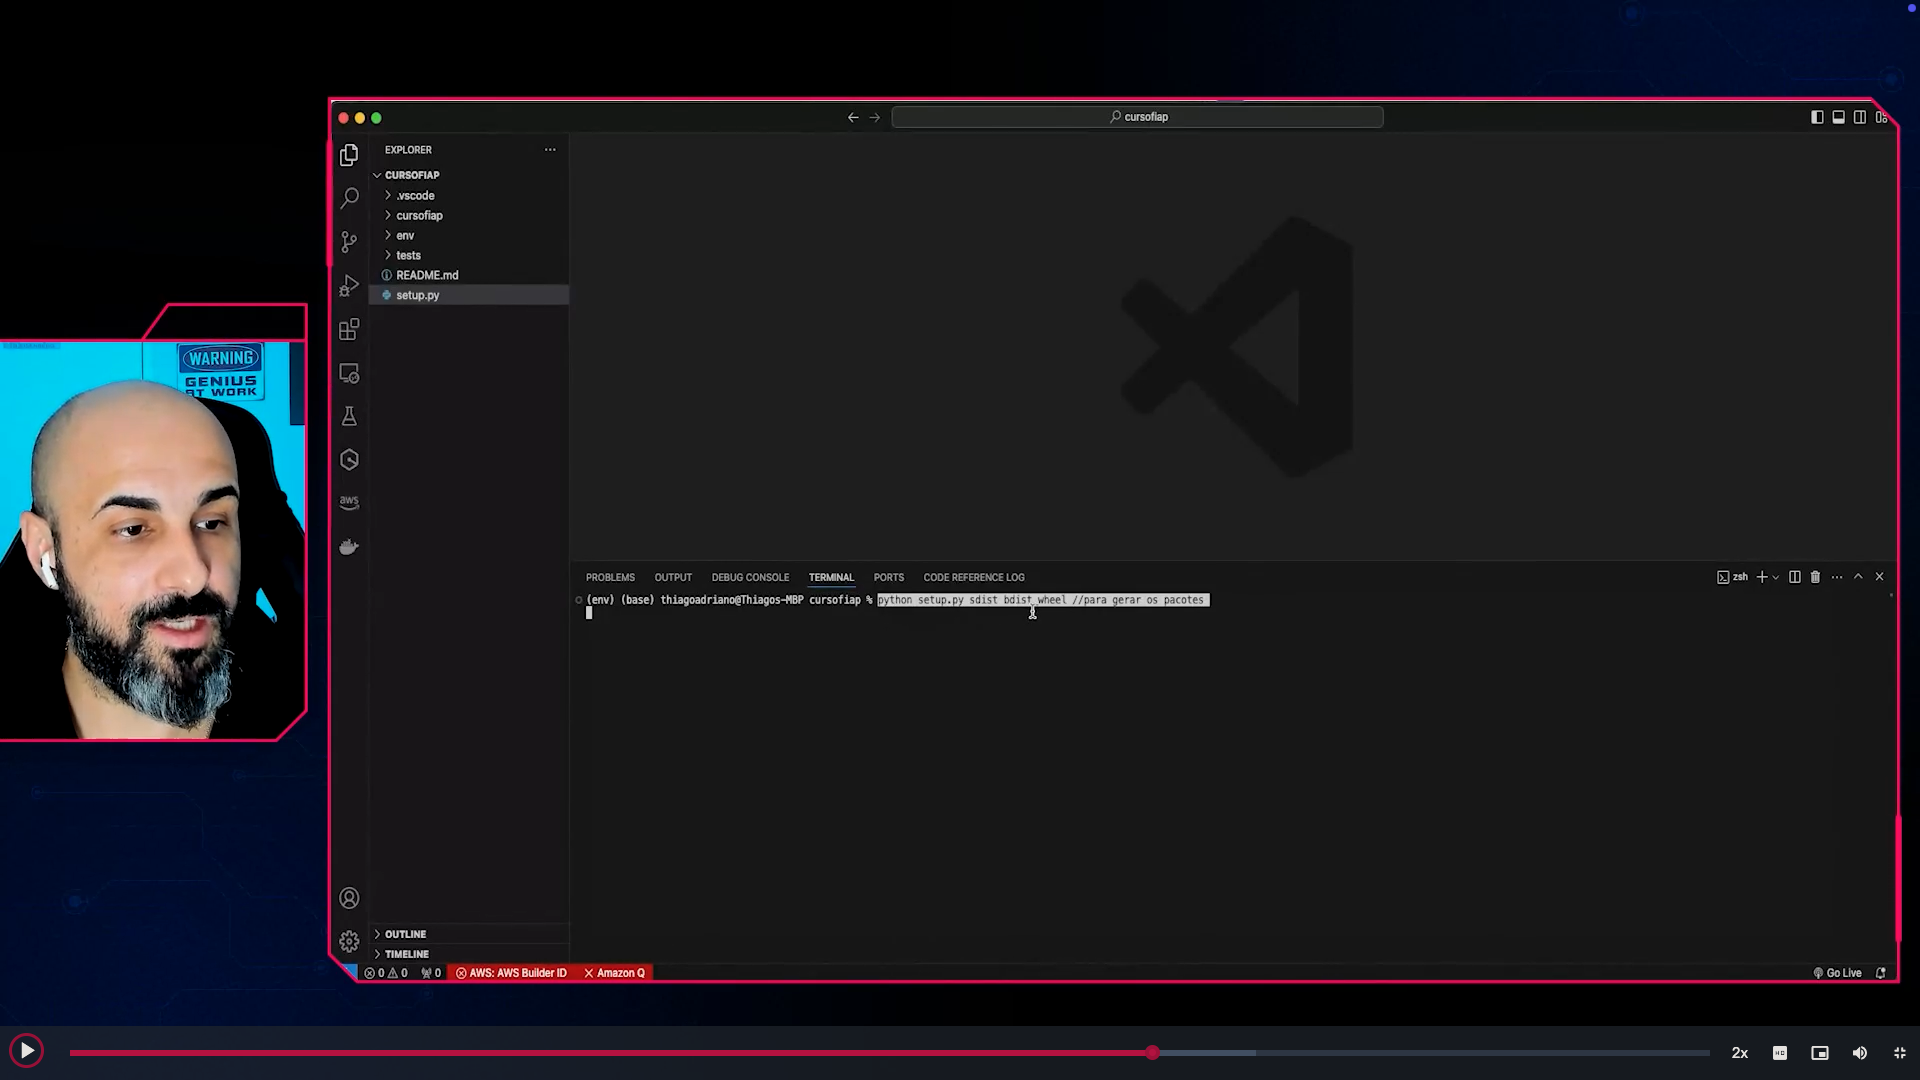 WARNING
GENIUS
AT WORK
cursofiap
EXPLORER
CURSOFIAP
.vscode
cursofiap
env
tests
README.md
setup.py
PROBLEMS OUTPUT DEBUG CONSOLE TERMINAL PORTS CODE REFERENCE LOG
zsh
(env) (base) thiagoadriano@Thiagos-MBP cursofiap % python setup.py sdist bdist_wheel //para gerar os pacotes
aws
OUTLINE
TIMELINE
0 0 0 AWS: AWS Builder ID Amazon Q
Go Live
2x
HD